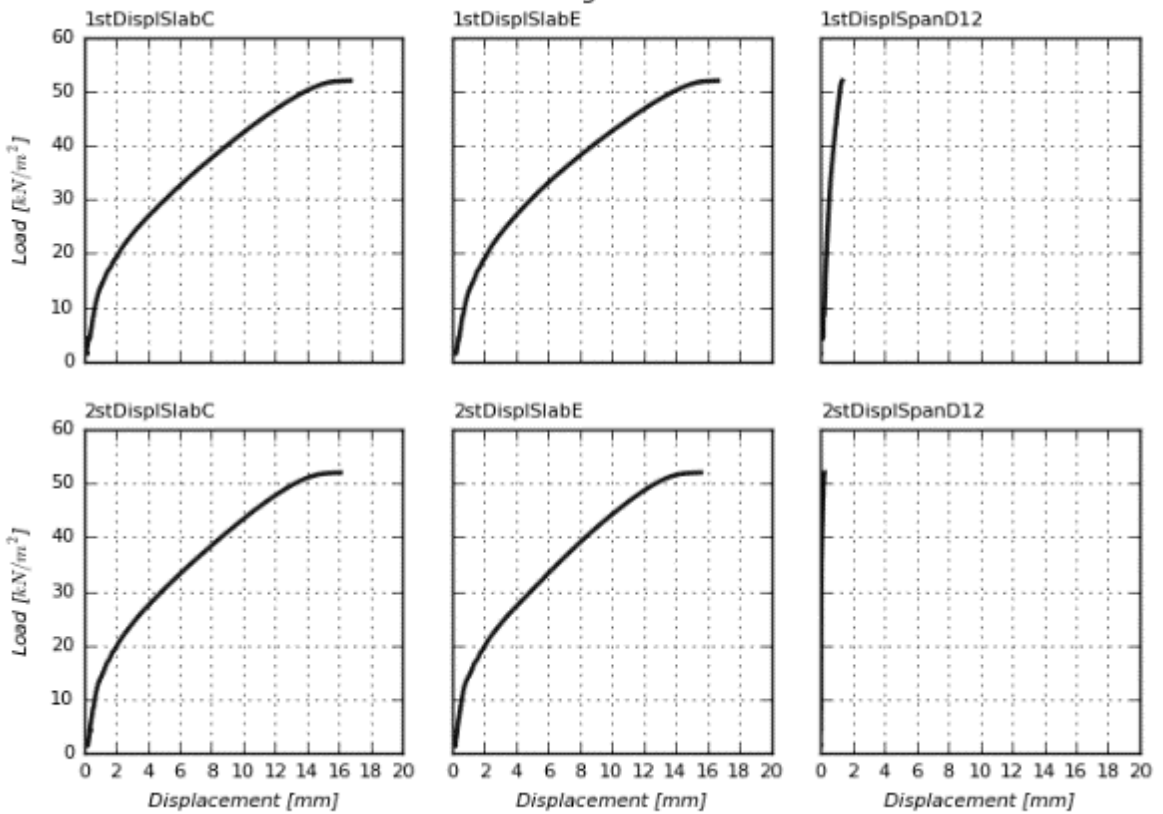 1stDisplSlabC 1stDisplSlabE 1stDisplSpanD12
60
50
40
30
20
10
0
Load [kN/m²]
2stDisplSlabC 2stDisplSlabE 2stDisplSpanD12
60
50
40
30
20
10
0
Load [kN/m²]
0 2 4 6 8 10 12 14 16 18 20 0 2 4 6 8 10 12 14 16 18 20 0 2 4 6 8 10 12 14 16 18 20
Displacement [mm] Displacement [mm] Displacement [mm]